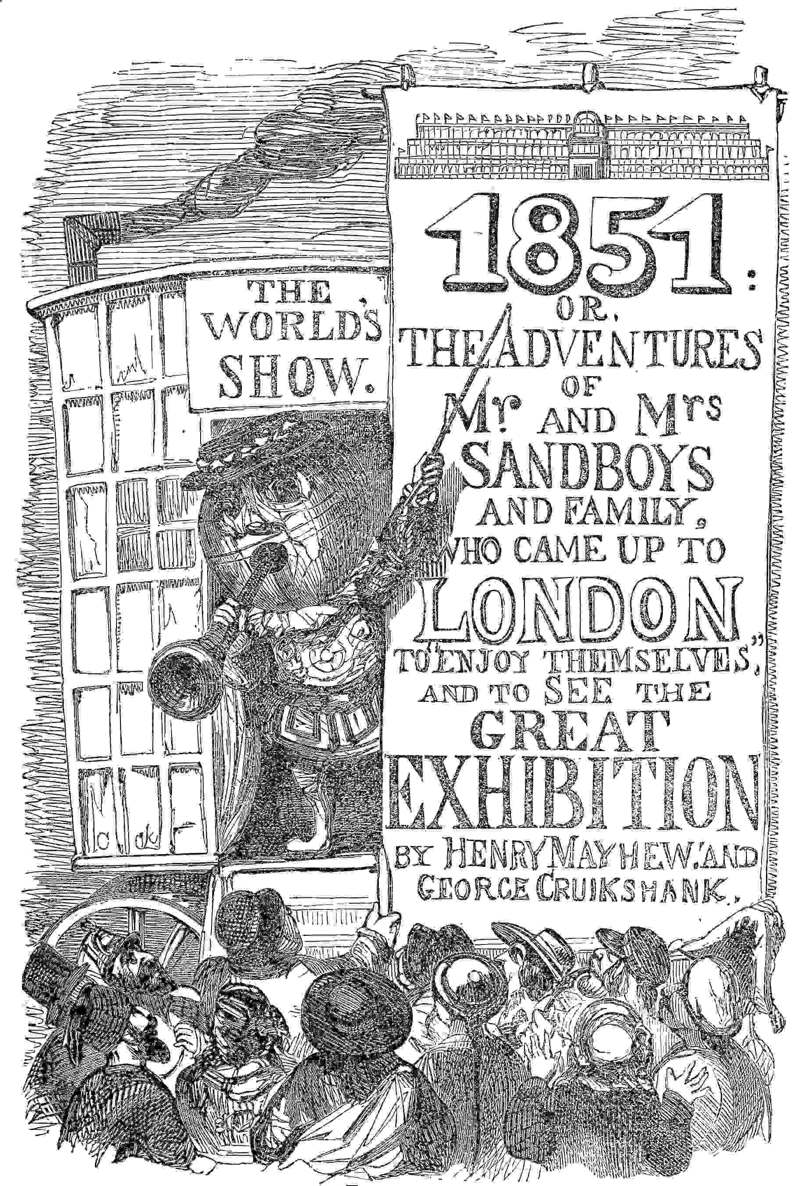 THE
WORLD'S
SHOW.
1851:
OR,
THE ADVENTURES
OF
Mr AND Mrs
SANDBOYS
AND FAMILY,
WHO CAME UP TO
LONDON,
TO "ENJOY THEMSELVES,"
AND TO SEE THE
GREAT
EXHIBITION
BY HENRY MAYHEW. AND
GEORGE CRUIKSHANK.